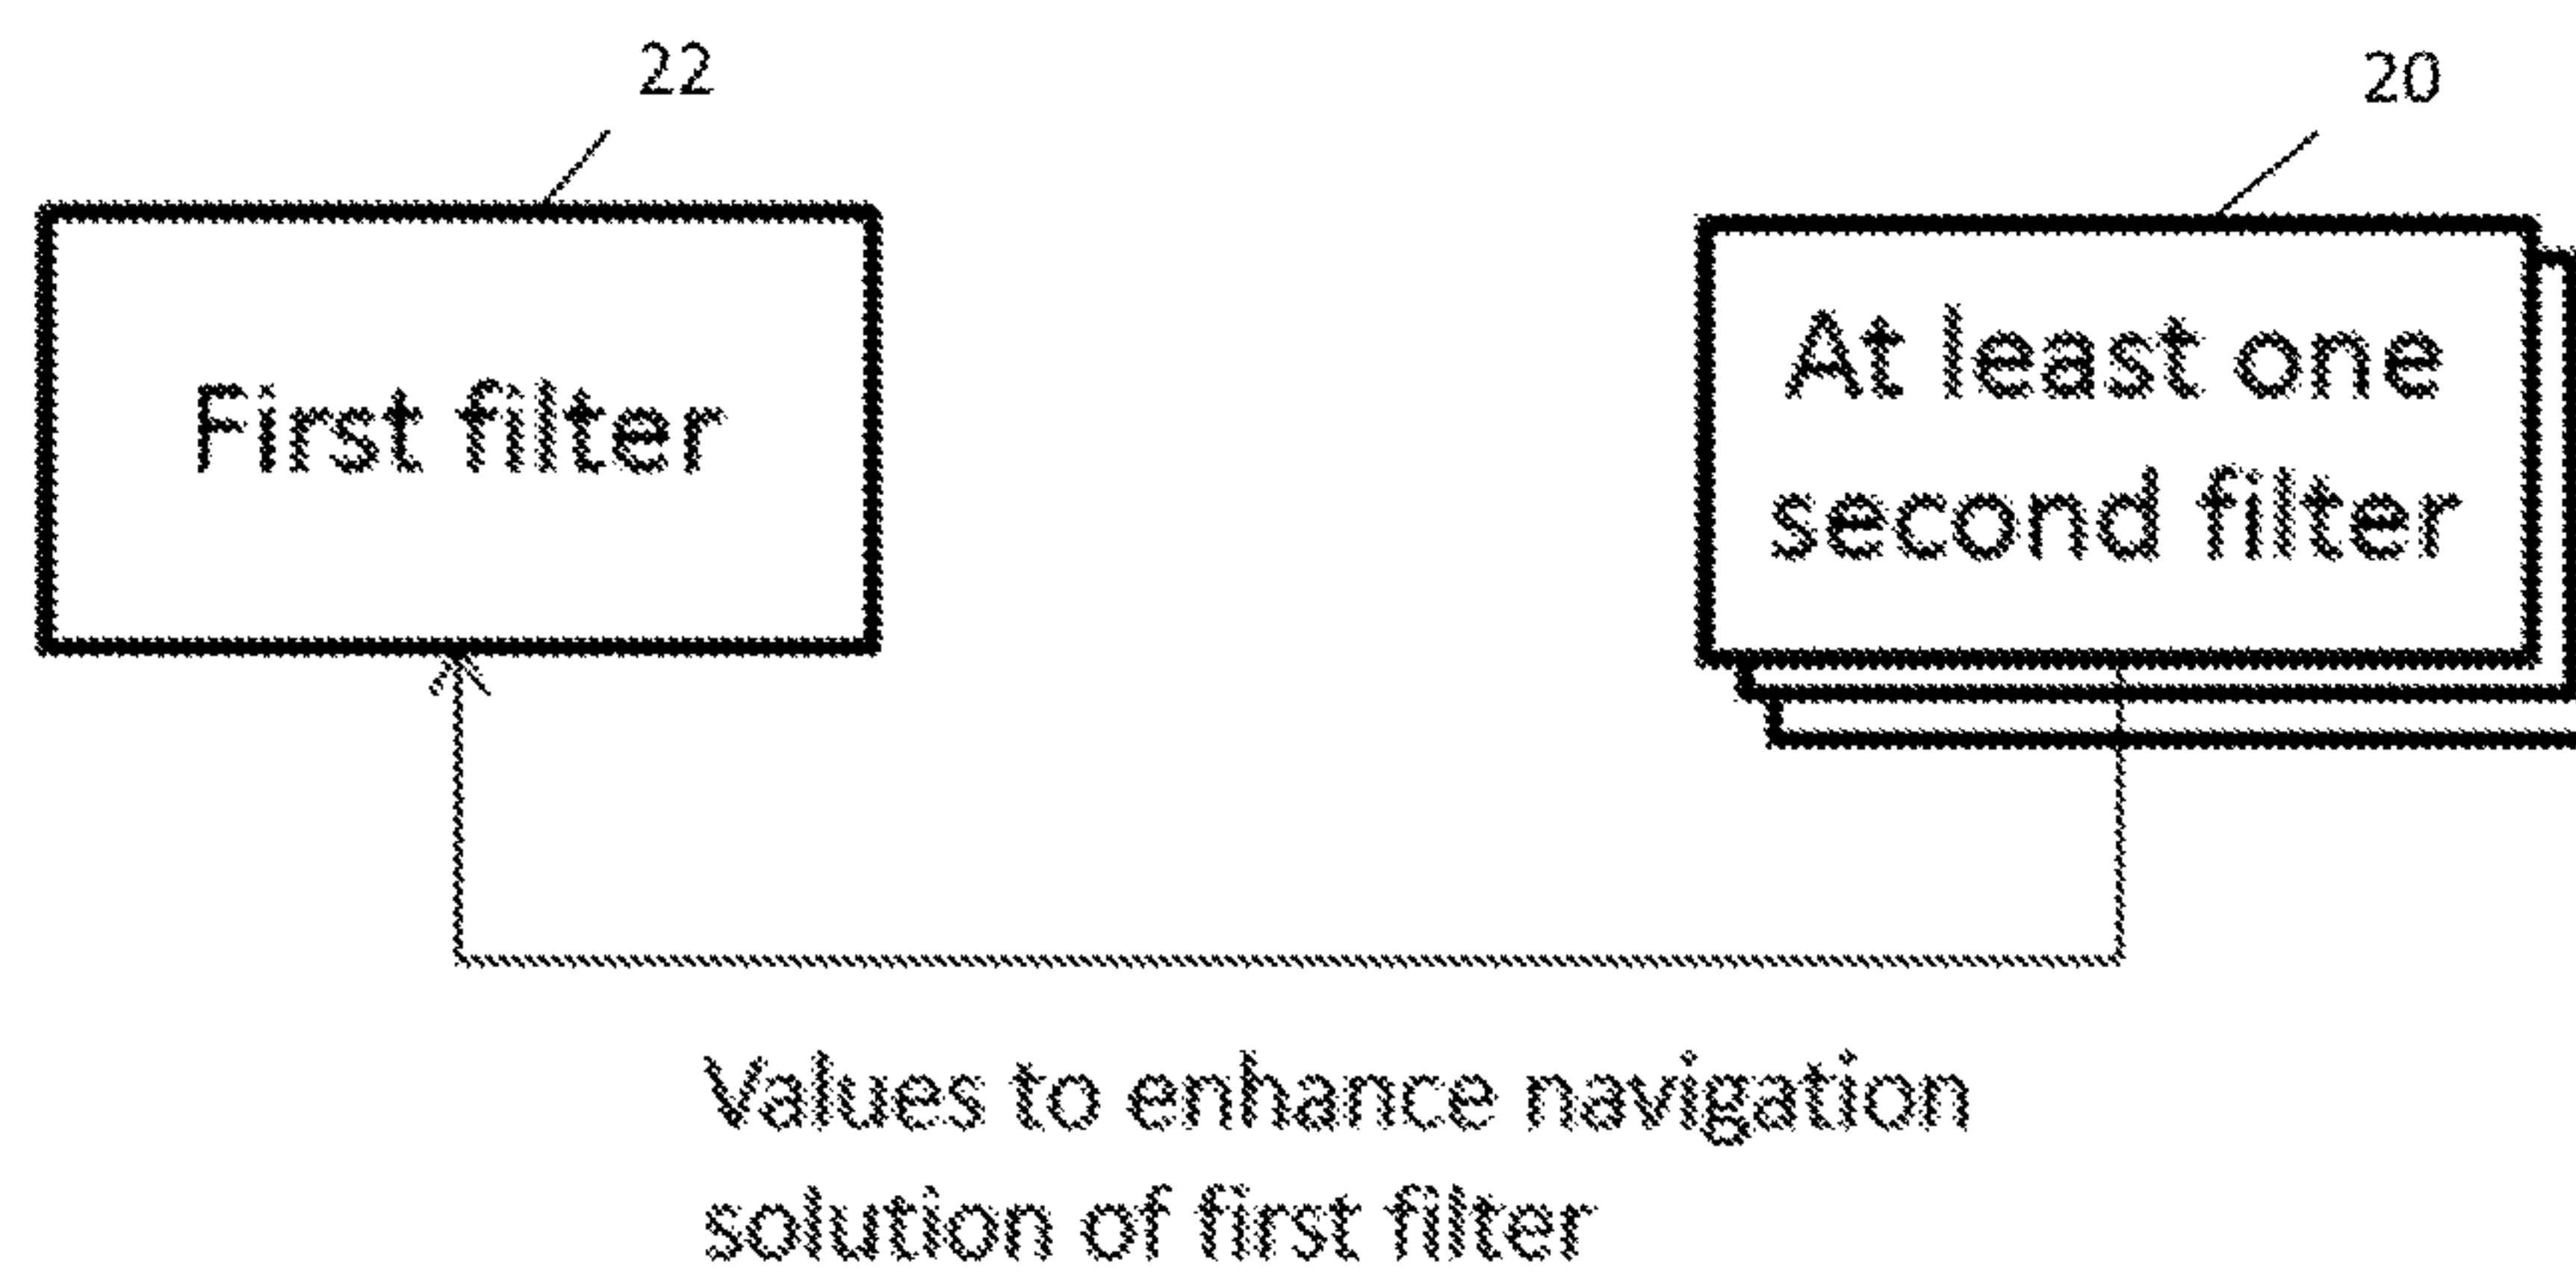 22
20
First filter
At least one
second filter
Values to enhance navigation
solution of first filter